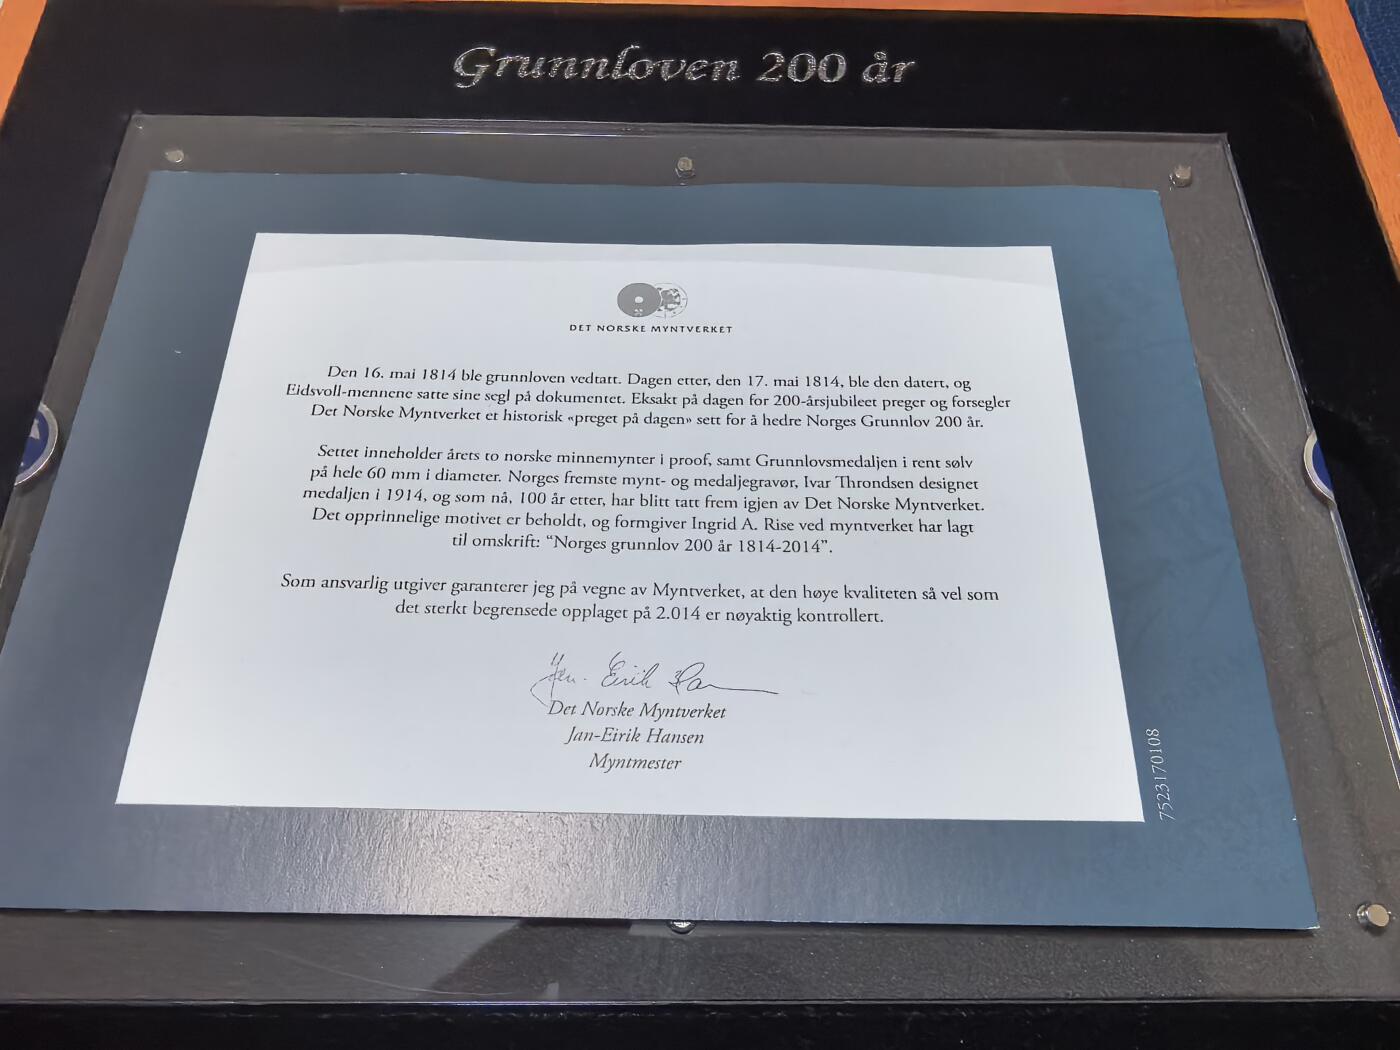 Grunnloven 200 år
DET NORSKE MYNTVERKET
Den 16. mai 1814 ble grunnloven vedtatt. Dagen etter, den 17. mai 1814, ble den datert, og
Eidsvoll-mennene satte sine segl på dokumentet. Eksakt på dagen for 200-årsjubileet preger og forsegler
Det Norske Myntverket et historisk «preget på dagen» sett for å hedre Norges Grunnlov 200 år.
Settet inneholder årets to norske minnemynter i proof, samt Grunnlovsmedaljen i rent sølv
på hele 60 mm i diameter. Norges fremste mynt- og medaljegravør, Ivar Throndsen designet
medaljen i 1914, og som nå, 100 år etter, har blitt tatt frem igjen av Det Norske Myntverket.
Det opprinnelige motivet er beholdt, og formgiver Ingrid A. Rise ved myntverket har lagt
til omskrift: “Norges grunnlov 200 år 1814-2014”.
Som ansvarlig utgiver garanterer jeg på vegne av Myntverket, at den høye kvaliteten så vel som
det sterkt begrensede opplaget på 2.014 er nøyaktig kontrollert.
Det Norske Myntverket
Jan-Eirik Hansen
Myntmester
7523170108